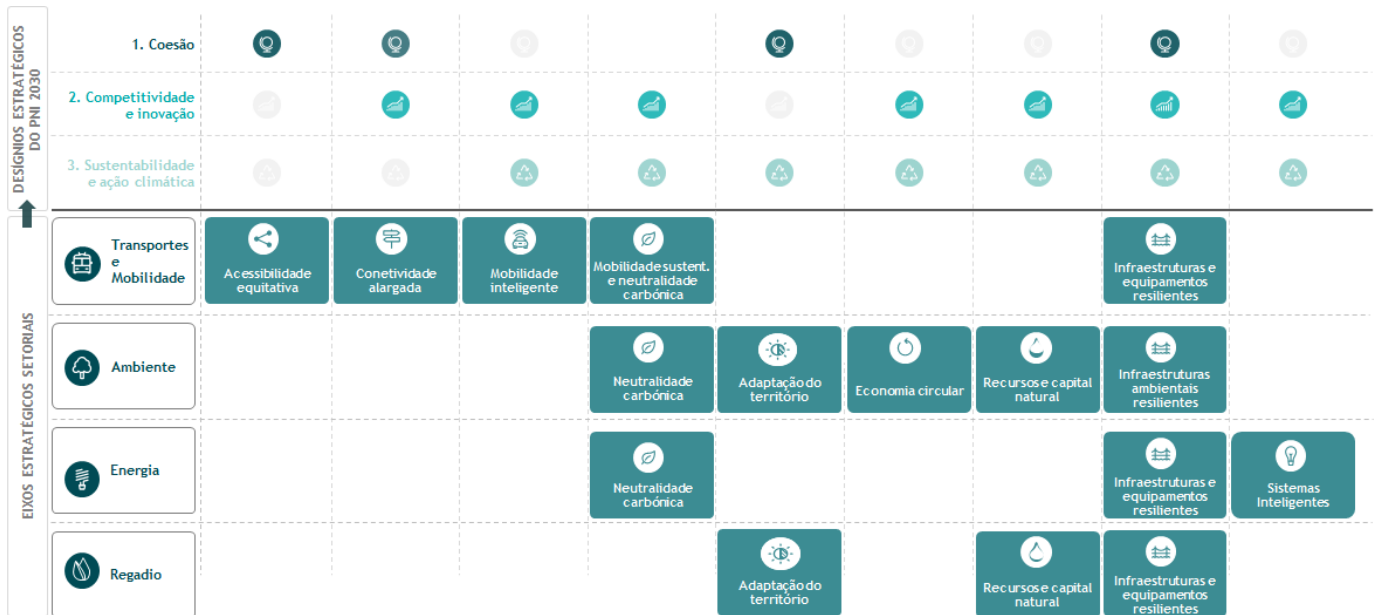 DESÍGNIOS ESTRATÉGICOS
DO PNI 2030
1. Coesão
2. Competitividade
e inovação
3. Sustentabilidade
e ação climática
EIXOS ESTRATÉGICOS SETORIAIS
Transportes
e
Mobilidade
Acessibilidade
equitativa
Conetividade
alargada
Mobilidade
inteligente
Mobilidade sustent.
e neutralidade
carbónica
Infraestruturas e
equipamentos
resilientes
Ambiente
Neutralidade
carbónica
Adaptação do
território
Economia circular
Recursos e capital
natural
Infraestruturas
ambientais
resilientes
Energia
Neutralidade
carbónica
Infraestruturas e
equipamentos
resilientes
Sistemas
Inteligentes
Regadio
Adaptação do
território
Recursos e capital
natural
Infraestruturas e
equipamentos
resilientes